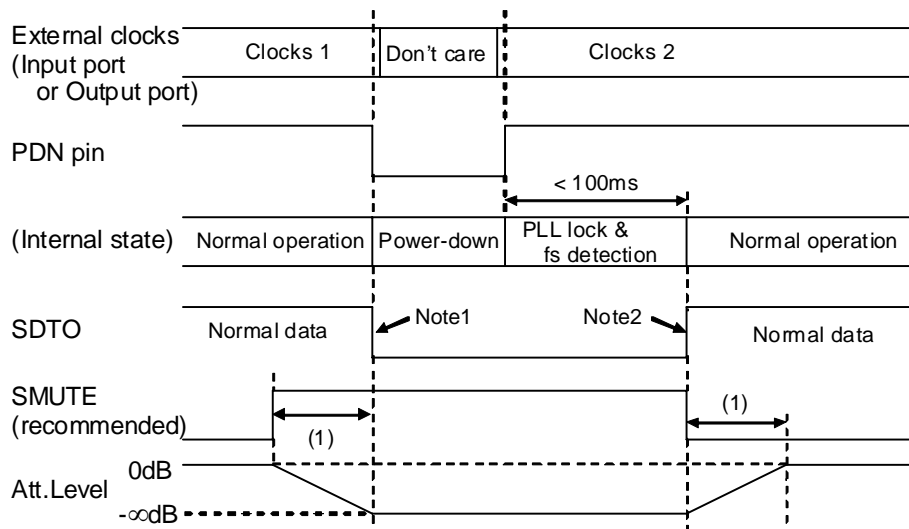 External clocks
(Input port
or Output port)
Clocks 1
Don't care
Clocks 2
PDN pin
< 100ms
(Internal state)
Normal operation
Power-down
PLL lock &
fs detection
Normal operation
SDTO
Normal data
Note1
Note2
Normal data
SMUTE
(recommended)
(1)
(1)
Att.Level
0dB
-∞dB